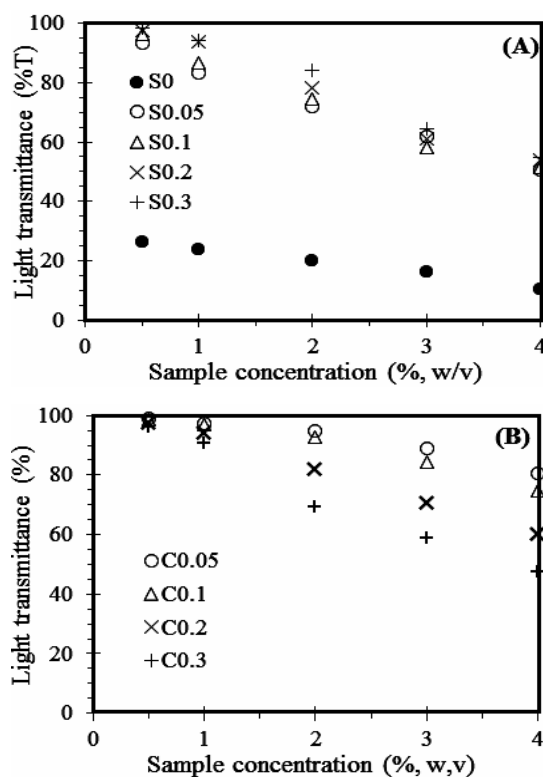 (A)
Light transmittance (%T)
100
80
60
40
20
0
S0
S0.05
S0.1
S0.2
S0.3
0 1 2 3 4
Sample concentration (%, w/v)
(B)
Light transmittance (%)
100
80
60
40
20
0
C0.05
C0.1
C0.2
C0.3
0 1 2 3 4
Sample concentration (%, w,v)